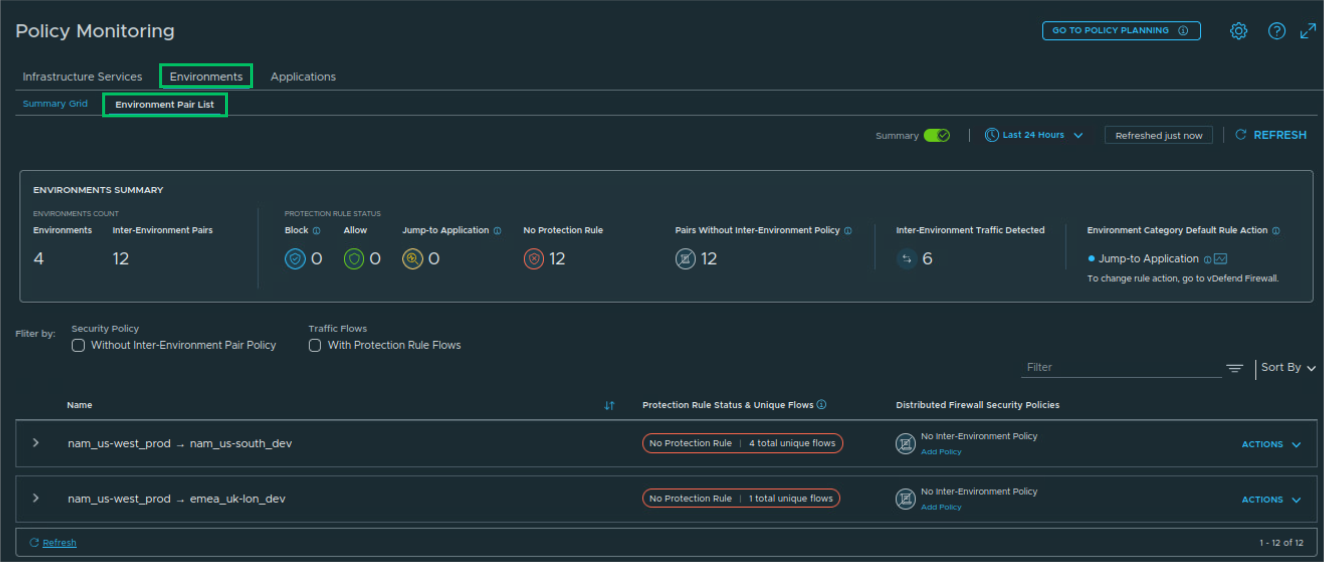 Policy Monitoring
GO TO POLICY PLANNING
Infrastructure Services Environments Applications
Summary Grid Environment Pair List
Summary Last 24 Hours Refreshed just now REFRESH
ENVIRONMENTS SUMMARY
ENVIRONMENTS COUNT PROTECTION RULE STATUS
Environments Inter-Environment Pairs Block Allow Jump-to Application No Protection Rule Pairs Without Inter-Environment Policy Inter-Environment Traffic Detected Environment Category Default Rule Action
4 12 0 0 0 12 12 6 Jump-to Application
To change rule action, go to vDefend Firewall.
Filter by: Security Policy Traffic Flows
Without Inter-Environment Pair Policy With Protection Rule Flows
Filter Sort By
Name Protection Rule Status & Unique Flows Distributed Firewall Security Policies
nam_us-west_prod → nam_us-south_dev No Protection Rule | 4 total unique flows No Inter-Environment Policy ACTIONS
Add Policy
nam_us-west_prod → emea_uk-lon_dev No Protection Rule | 1 total unique flows No Inter-Environment Policy ACTIONS
Add Policy
Refresh 1 - 12 of 12